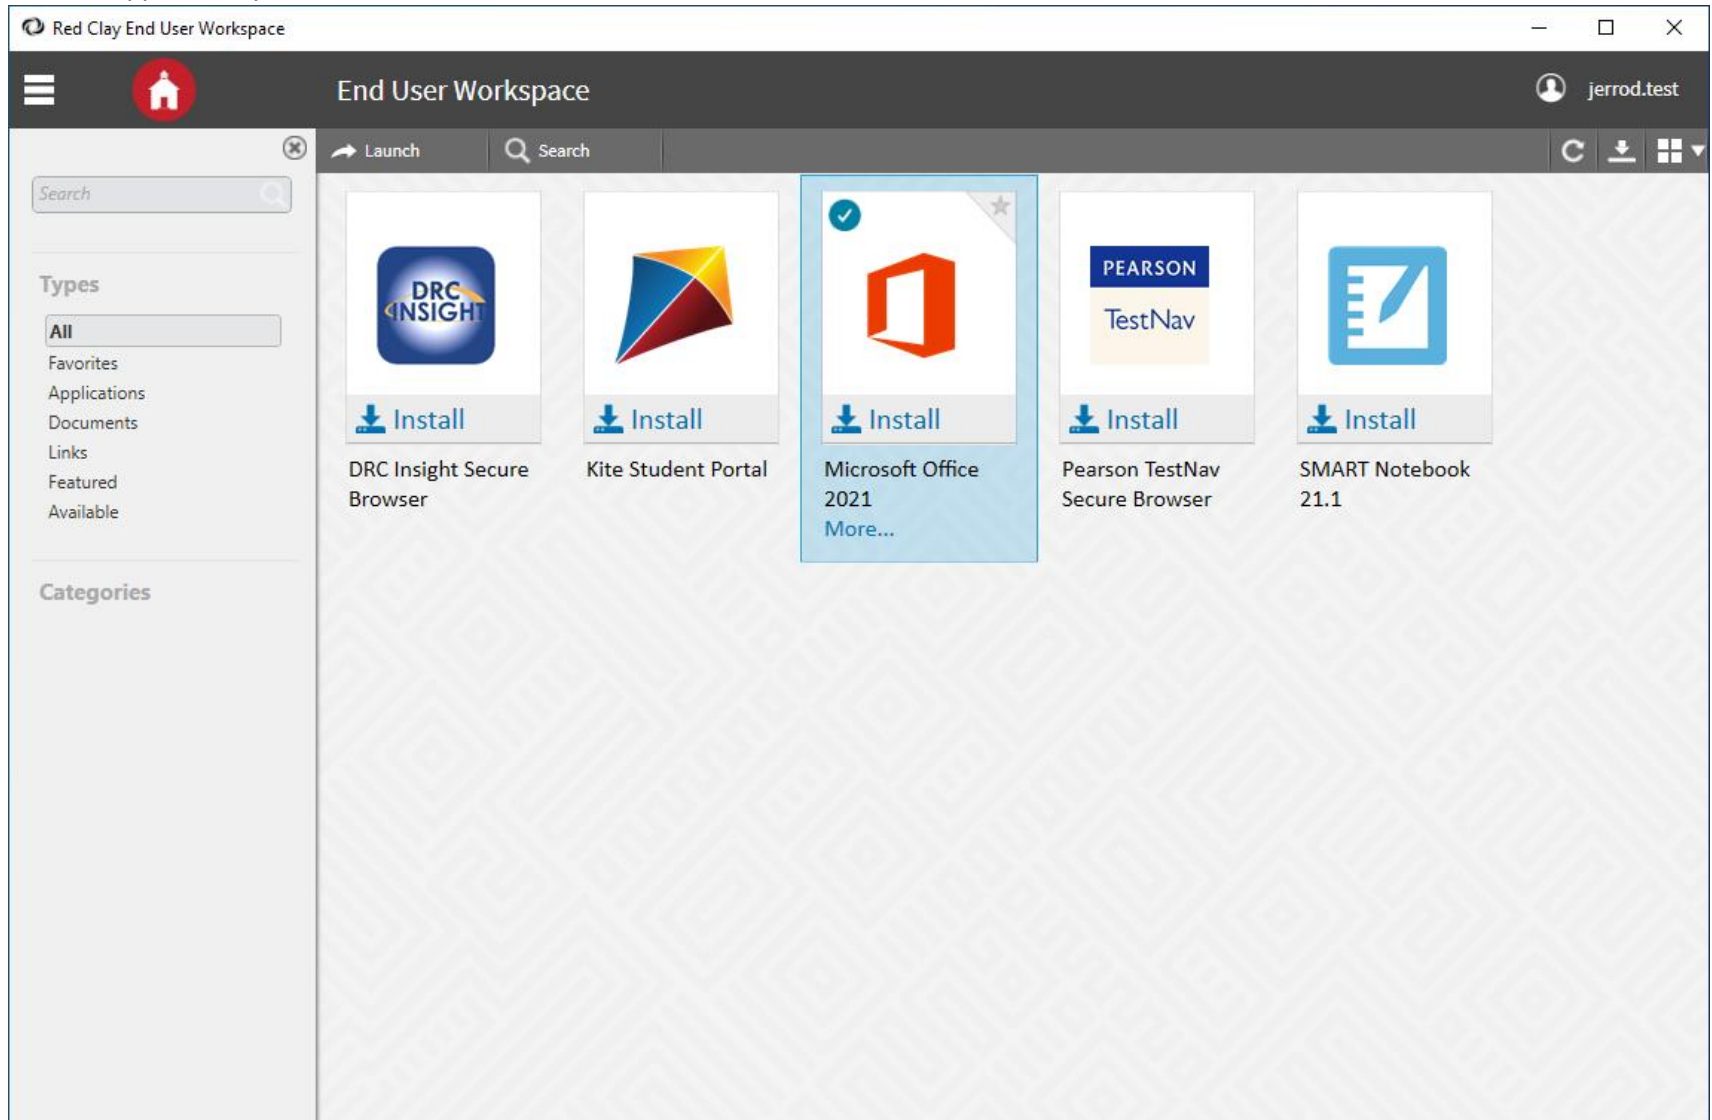 Red Clay End User Workspace
End User Workspace
jerrod.test
Launch
Search
Search
Types
All
Favorites
Applications
Documents
Links
Featured
Available
Categories
DRC
INSIGHT
Install
DRC Insight Secure
Browser
Install
Kite Student Portal
Install
Microsoft Office
2021
More...
PEARSON
TestNav
Install
Pearson TestNav
Secure Browser
Install
SMART Notebook
21.1